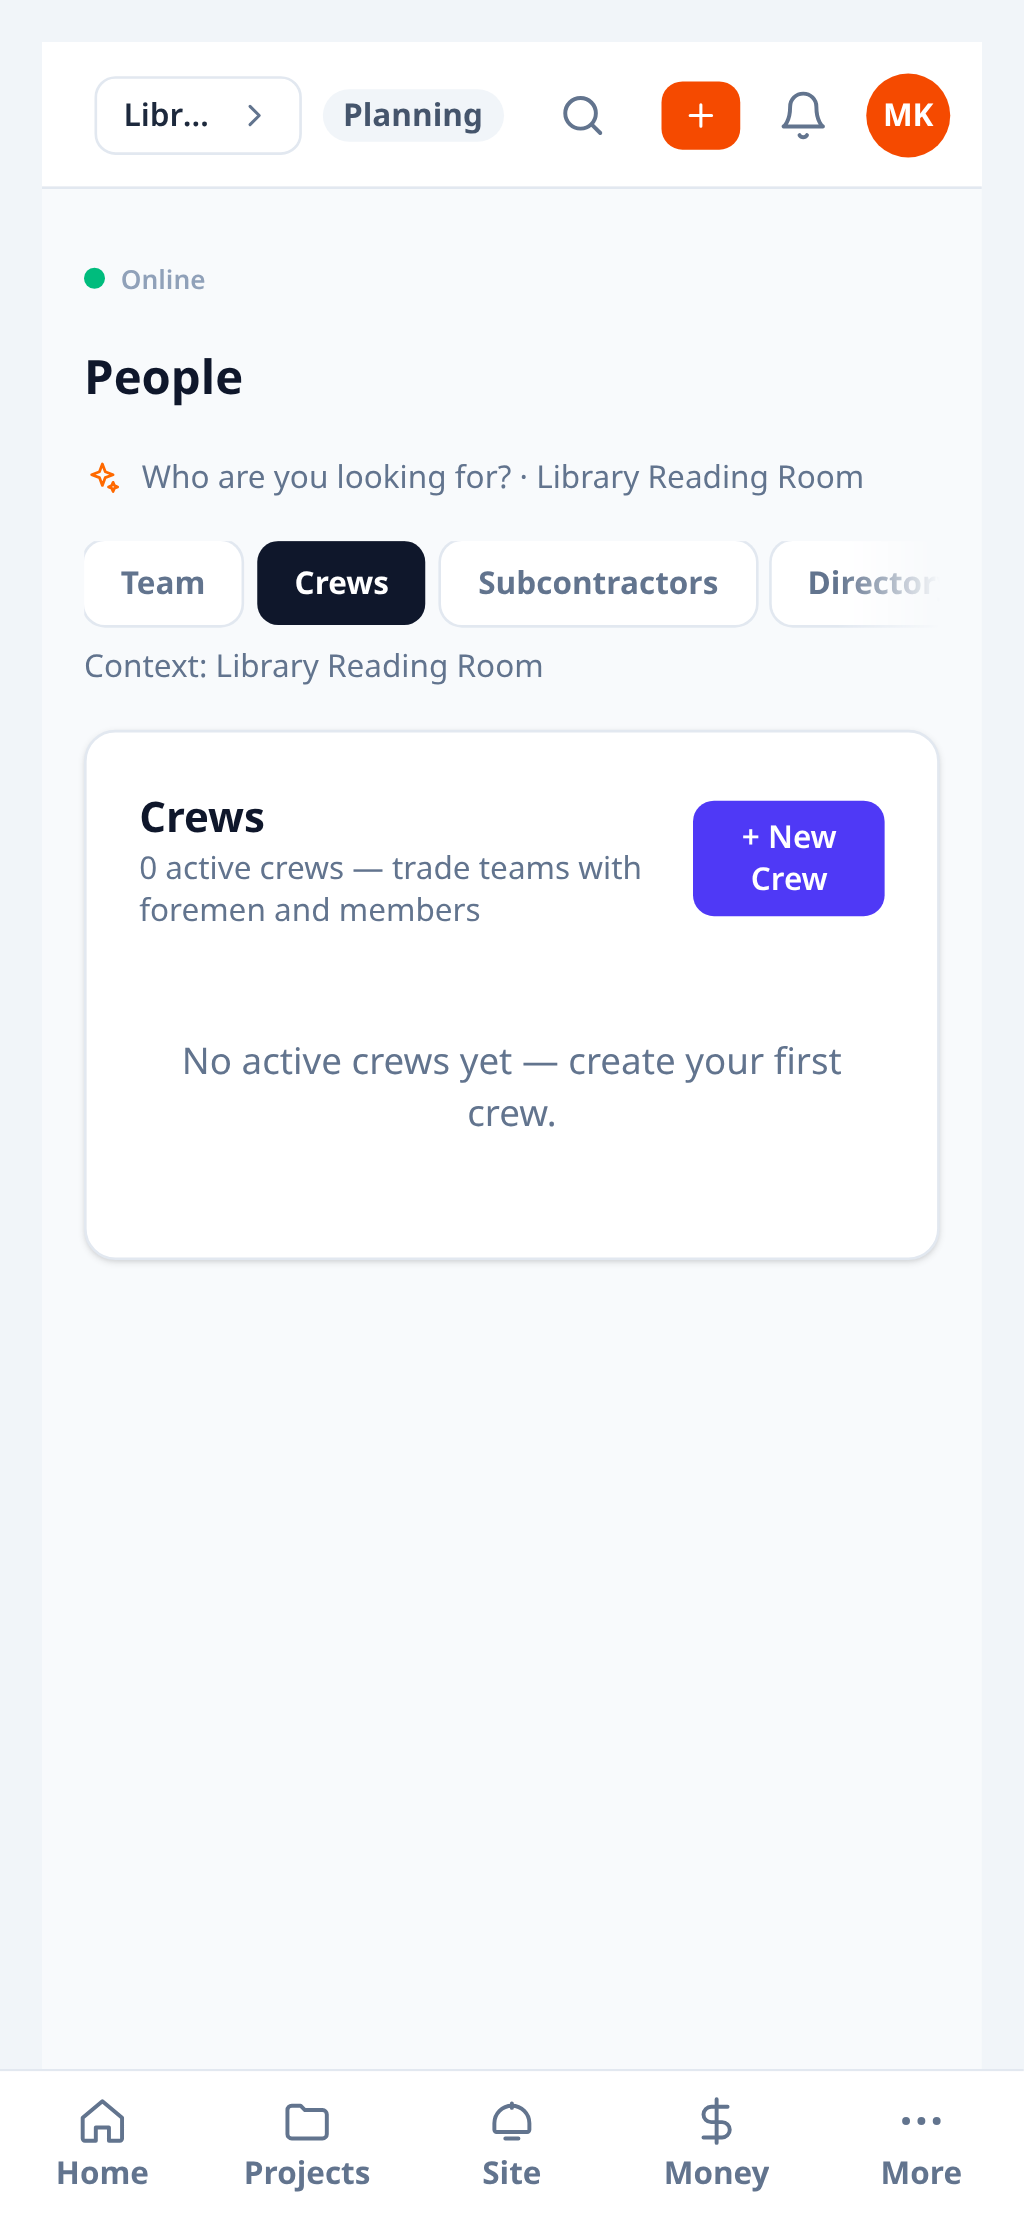 Libr...
Planning
MK
Online
People
Who are you looking for? · Library Reading Room
Team
Crews
Subcontractors
Director
Context: Library Reading Room
Crews
0 active crews — trade teams with
foremen and members
+ New
Crew
No active crews yet — create your first
crew.
Home
Projects
Site
Money
More